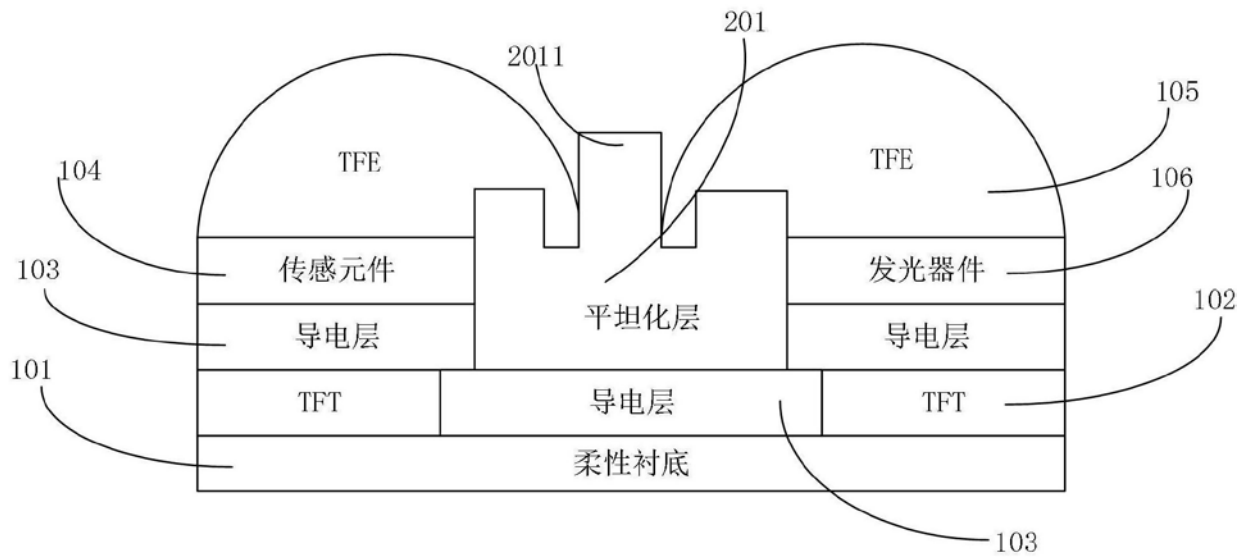 2011
201
105
TFE
TFE
104
106
传感元件
发光器件
103
平坦化层
102
导电层
导电层
101
TFT
导电层
TFT
柔性衬底
103